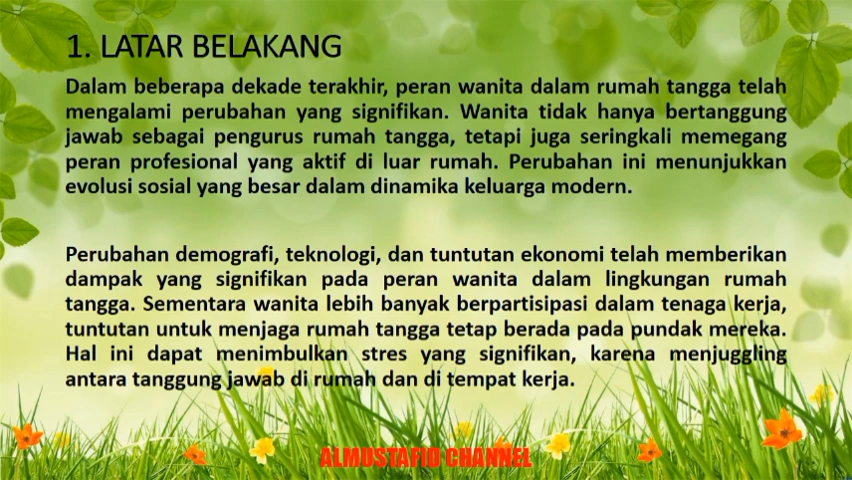 1. LATAR BELAKANG
Dalam beberapa dekade terakhir, peran wanita dalam rumah tangga telah
mengalami perubahan yang signifikan. Wanita tidak hanya bertanggung
jawab sebagai pengurus rumah tangga, tetapi juga seringkali memegang
peran profesional yang aktif di luar rumah. Perubahan ini menunjukkan
evolusi sosial yang besar dalam dinamika keluarga modern.
Perubahan demografi, teknologi, dan tuntutan ekonomi telah memberikan
dampak yang signifikan pada peran wanita dalam lingkungan rumah
tangga. Sementara wanita lebih banyak berpartisipasi dalam tenaga kerja,
tuntutan untuk menjaga rumah tangga tetap berada pada pundak mereka.
Hal ini dapat menimbulkan stres yang signifikan, karena menjuggling
antara tanggung jawab di rumah dan di tempat kerja.
ALMUSTAFID CHANNEL